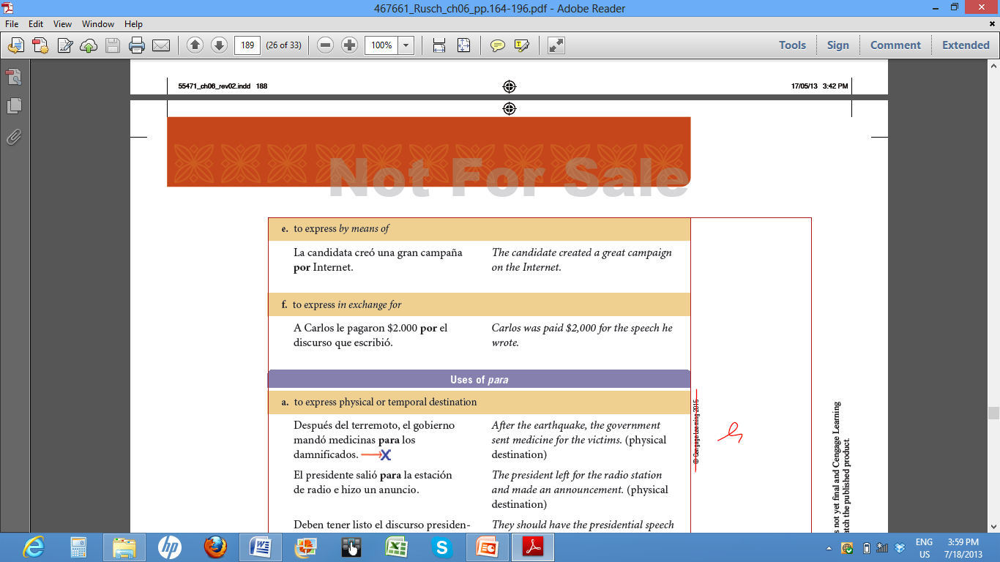 467661_Rusch_ch06_pp.164-196.pdf - Adobe Reader
File Edit View Window Help
189 (26 of 33) 100% Tools Sign Comment Extended
55471_ch06_rev02.indd 188 17/05/13 3:42 PM
Not For Sale
e. to express by means of
La candidata creó una gran campaña
por Internet.
The candidate created a great campaign
on the Internet.
f. to express in exchange for
A Carlos le pagaron $2.000 por el
discurso que escribió.
Carlos was paid $2,000 for the speech he
wrote.
Uses of para
a. to express physical or temporal destination
Después del terremoto, el gobierno
mandó medicinas para los
damnificados. X
After the earthquake, the government
sent medicine for the victims. (physical
destination)
El presidente salió para la estación
de radio e hizo un anuncio.
The president left for the radio station
and made an announcement. (physical
destination)
Deben tener listo el discurso presiden-
They should have the presidential speech
© Cengage Learning 2015
s not yet final and Cengage Learning
atch the published product.
hp W X S P
ENG 3:59 PM
US 7/18/2013